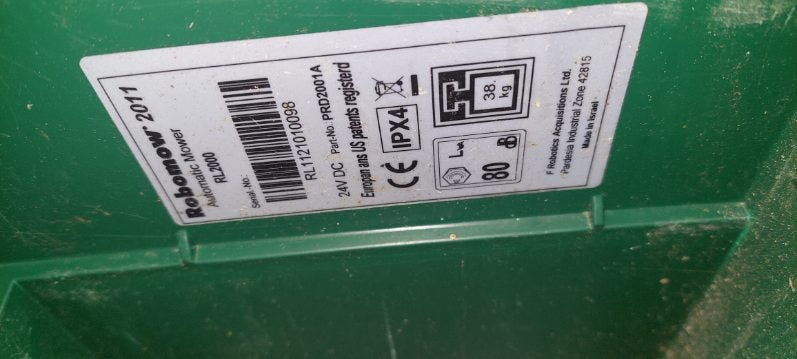 Robomow 2011
Automatic Mower
RL2000
Serial.No.:
RL1121010098
24V DC Part-No.: PRD2001A
Europan ans US patents registerd
CE IPX4
LWA
80 dB
38. kg
F Robotics Acquisitions Ltd.
Pardesia Industrial Zone 42815
Made in Israel